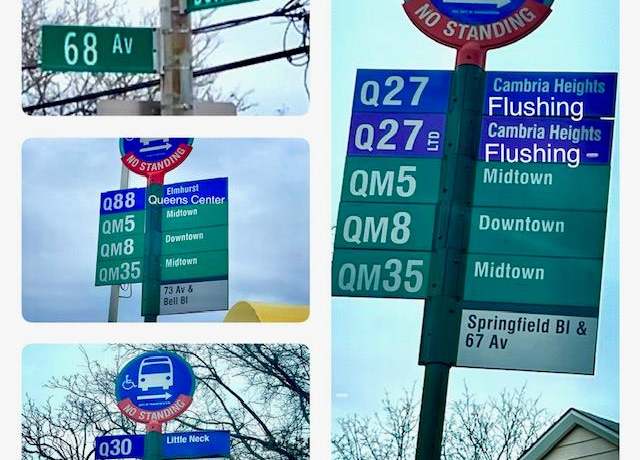 68 Av
NO STANDING
Q88 Elmhurst
Queens Center
QM5 Midtown
QM8 Downtown
QM35 Midtown
73 Av &
Bell Bl
NO STANDING
Q30 Little Neck
NO STANDING
Q27 Cambria Heights
Flushing
Q27 LTD Cambria Heights
Flushing
QM5 Midtown
QM8 Downtown
QM35 Midtown
Springfield Bl &
67 Av